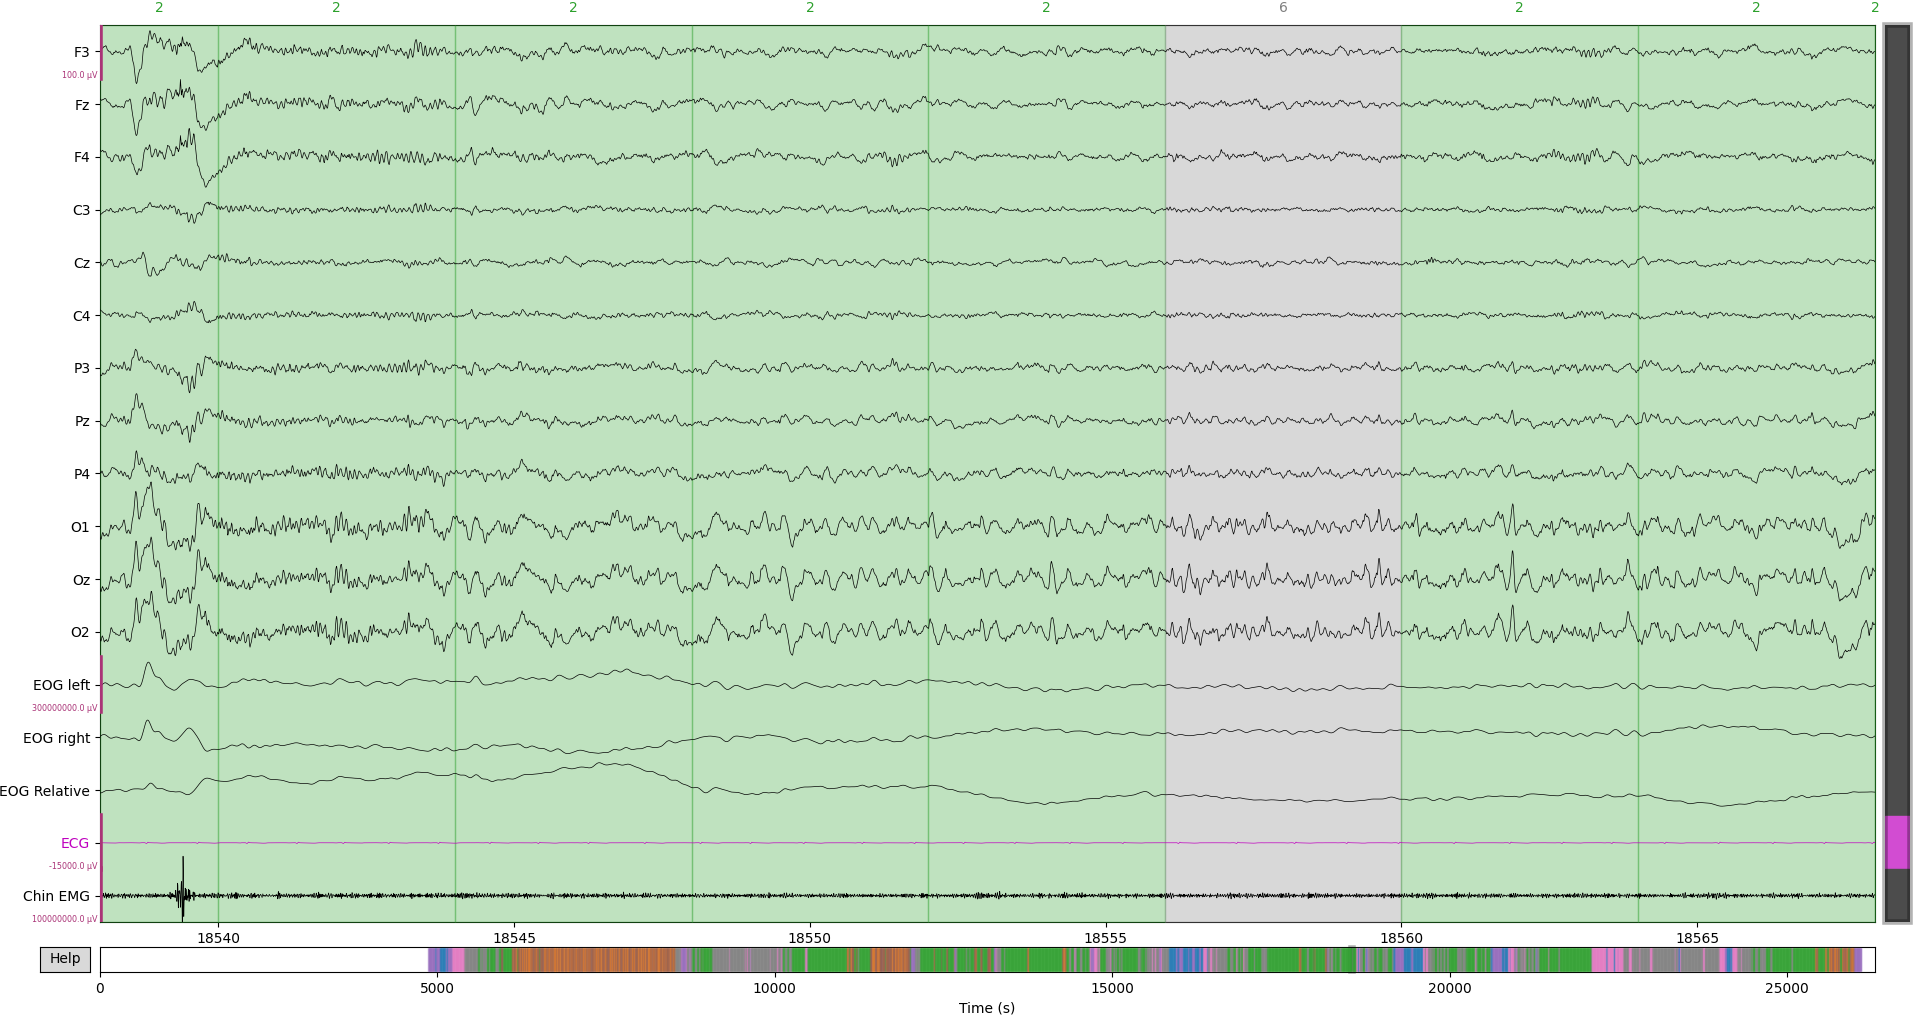 2 2 2 2 2 6 2 2 2
F3
100.0 µV
Fz
F4
C3
Cz
C4
P3
Pz
P4
O1
Oz
O2
EOG left
300000000.0 µV
EOG right
EOG Relative
ECG
-15000.0 µV
Chin EMG
100000000.0 µV
18540 18545 18550 18555 18560 18565
Help
0 5000 10000 15000 20000 25000
Time (s)